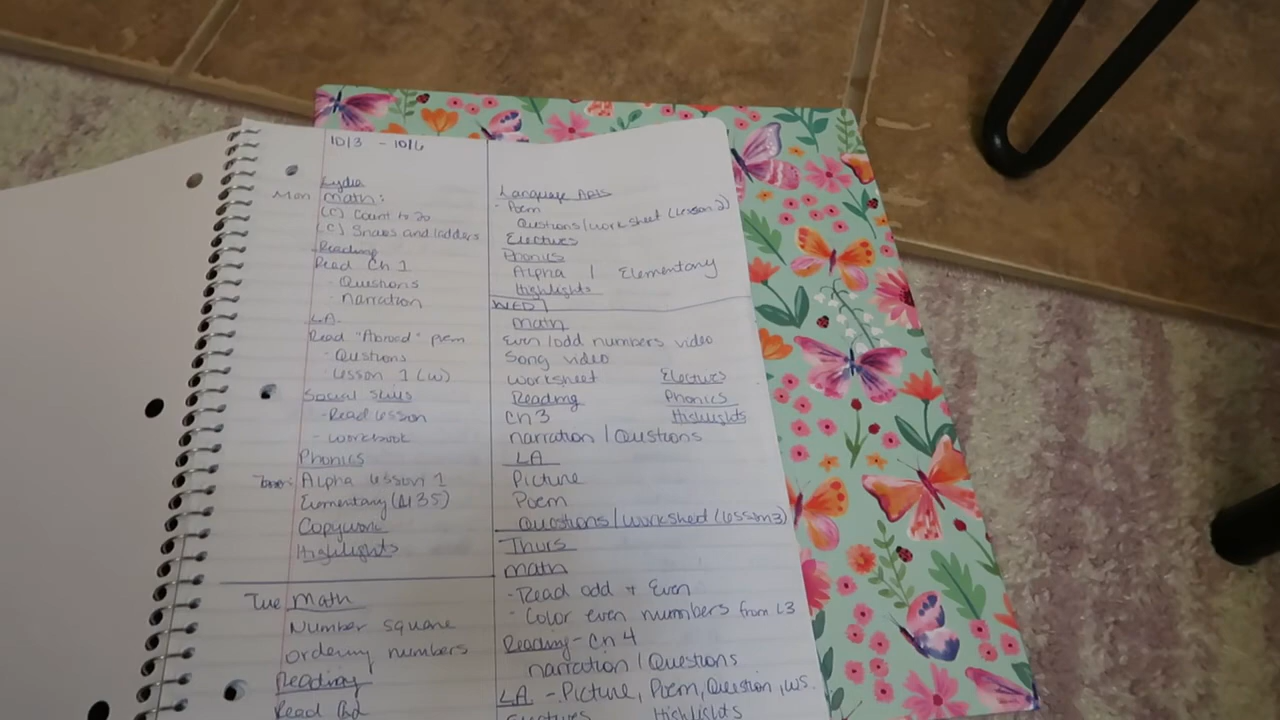 10/3 - 10/6
Lydia
Mon Math:
(C) Count to 20
(C) Snakes and ladders
Reading
Read Ch 1
- Questions
- narration
LA.
Read "Abroad" poem
- Questions
- Lesson 1 (w)
Social Skills
- Read lesson
- workbook
Phonics
Alpha Lesson 1
Elementary (135)
Copywork
Highlights
Tue Math
Number square
ordering numbers
Reading
Read
Language Arts
- Poem
Questions/worksheet (Lesson 2)
Electives
Phonics
Alpha / Elementary
Highlights
WED
Math
Even/odd numbers video
Song video
worksheet Electives
Reading Phonics
Ch 3 Highlights
narration / Questions
LA
Picture
Poem
Questions/worksheet (lesson 3)
Thurs
Math
- Read odd + Even
- Color even numbers from L3
Reading - Ch 4
narration / Questions
LA - Picture, Poem, Question, WS.
Electives Highlights